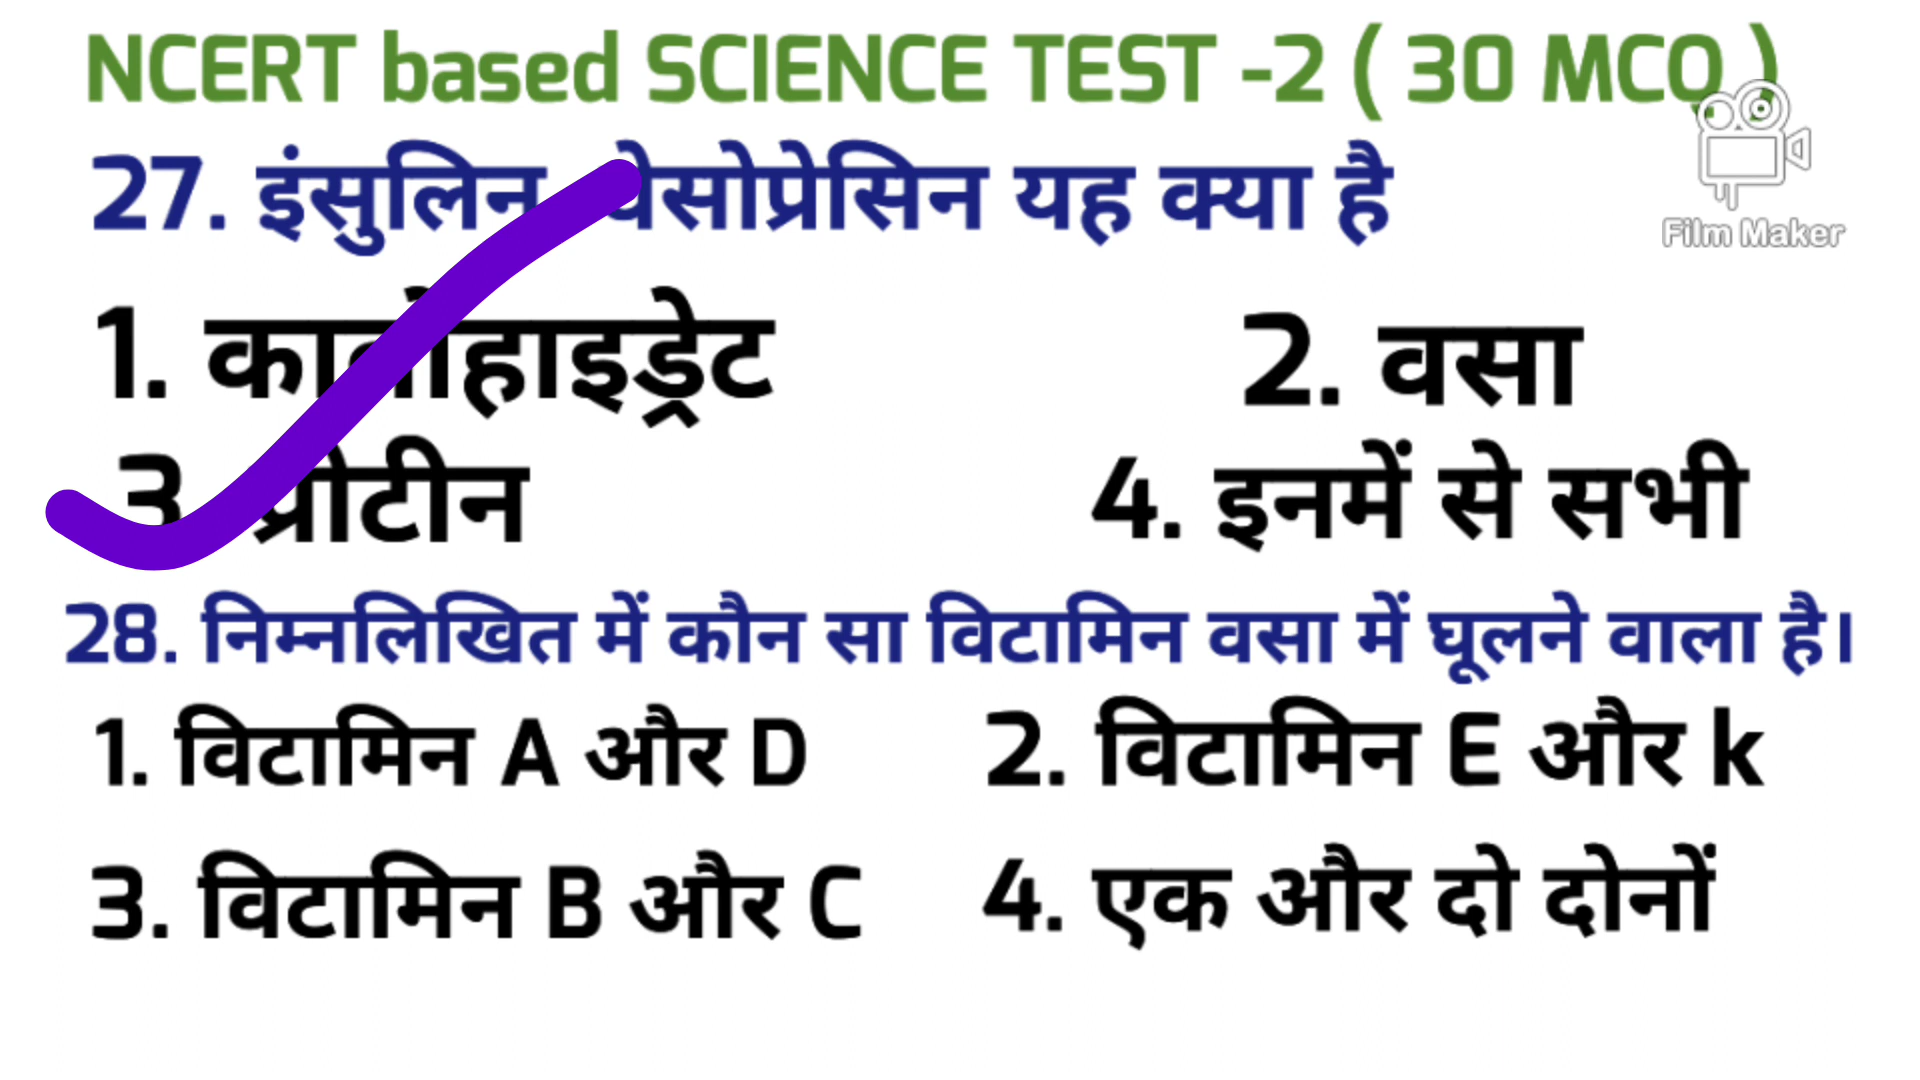 NCERT based SCIENCE TEST -2 ( 30 MCQ )
Film Maker
27. इंसुलिन वेसोप्रेसिन यह क्या है
1. कार्बोहाइड्रेट 2. वसा
3 प्रोटीन 4. इनमें से सभी
28. निम्नलिखित में कौन सा विटामिन वसा में घूलने वाला है।
1. विटामिन A और D 2. विटामिन E और k
3. विटामिन B और C 4. एक और दो दोनों